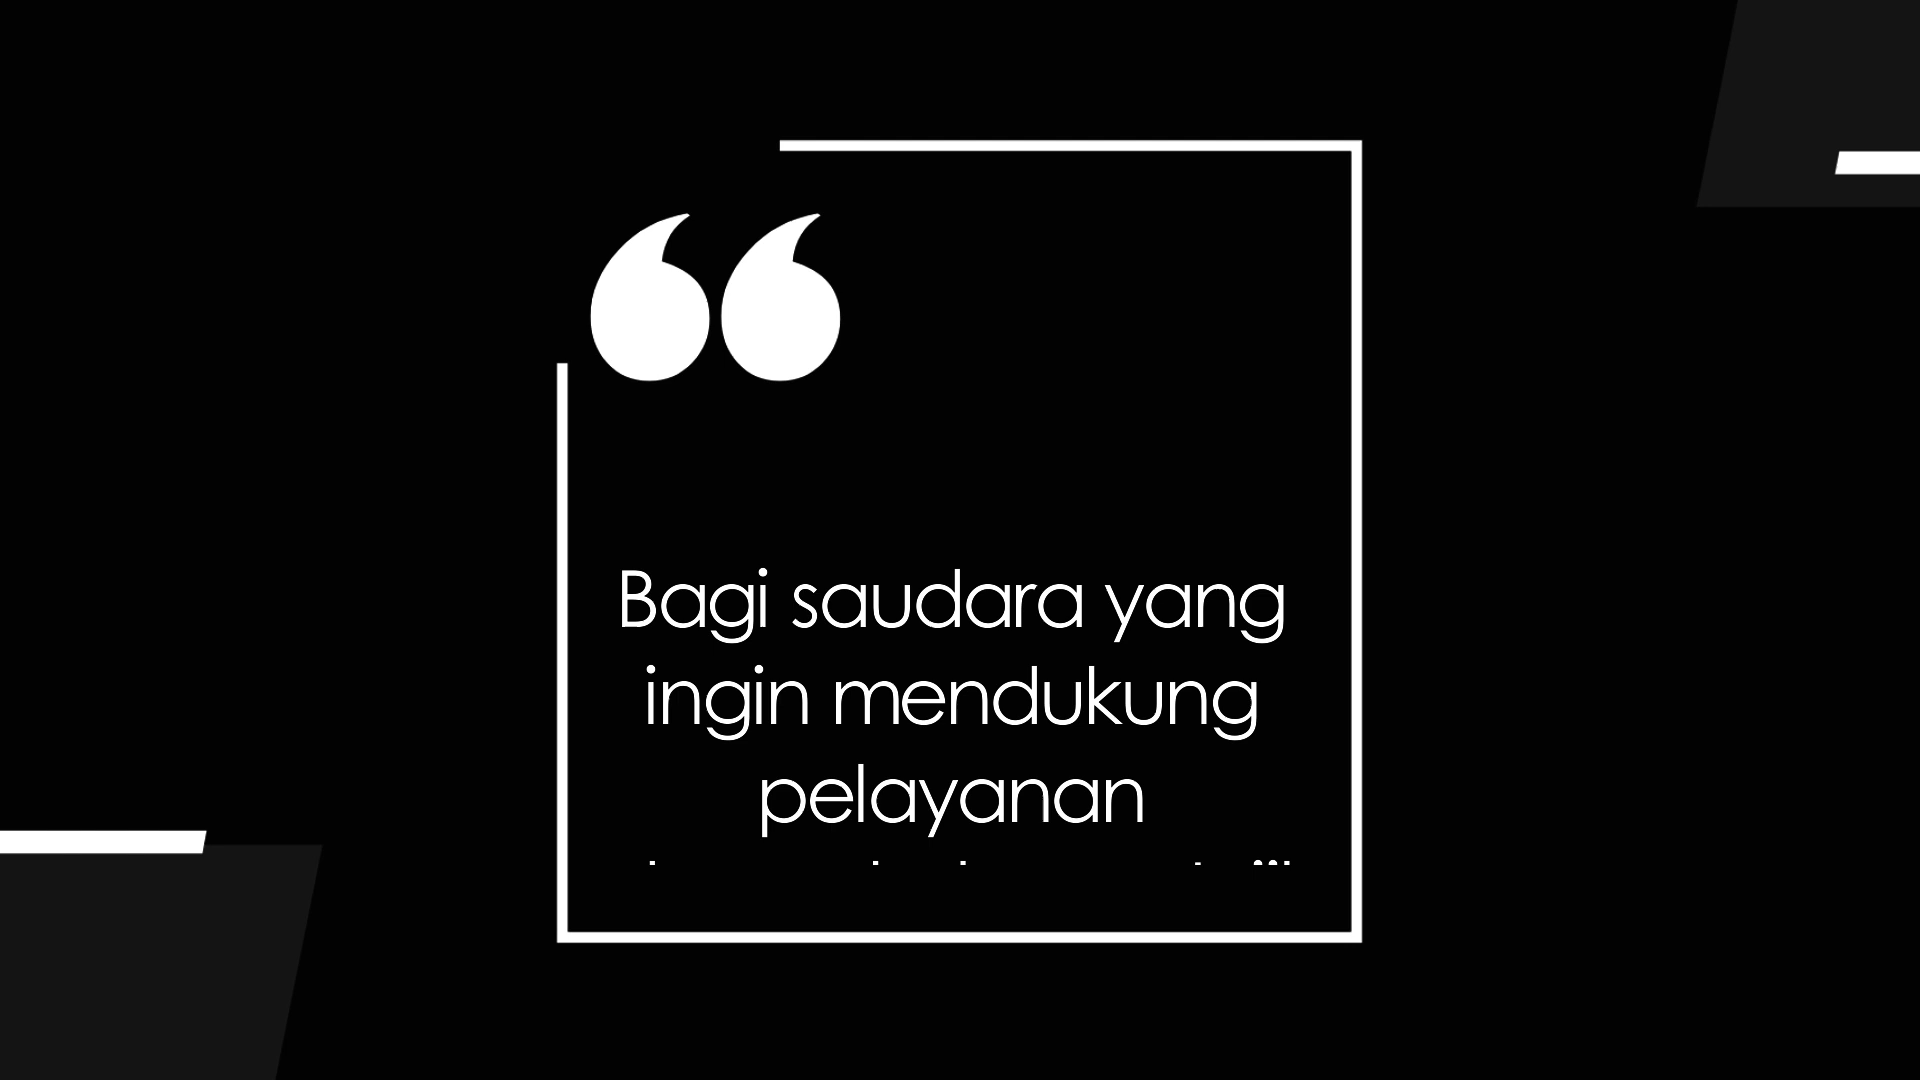 “
Bagi saudara yang
ingin mendukung
pelayanan